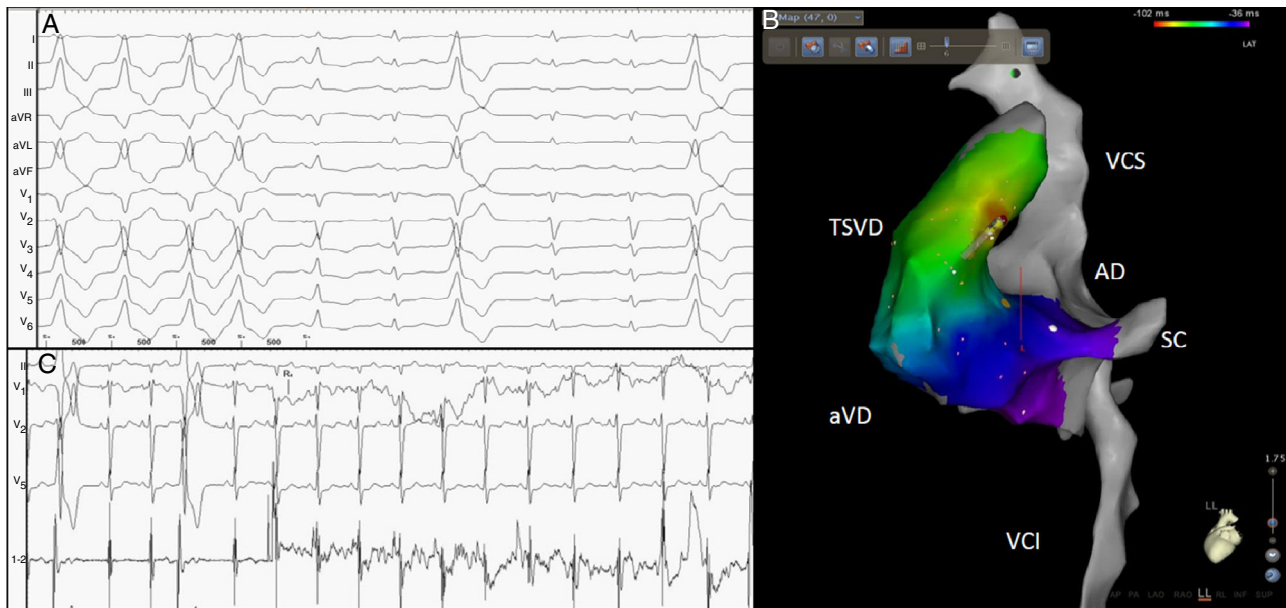 A
I
II
III
aVR
aVL
aVF
V1
V2
V3
V4
V5
V6
500
500
500
500
C
II
V1
V2
V5
1-2
B
Map (47, 0)
6
-102 ms
-36 ms
LAT
VCS
TSVD
AD
SC
aVD
VCI
1.75
LL
AP PA LAO RAO LL RL INF SUP